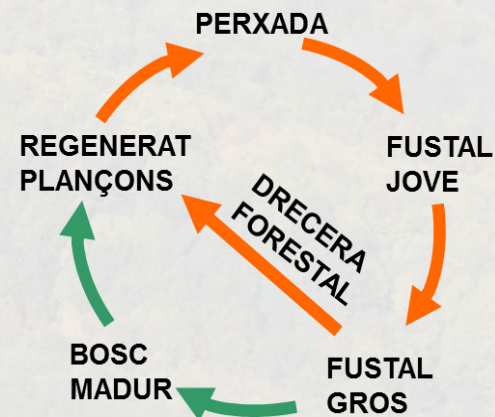 PERXADA
REGENERAT
PLANÇONS
FUSTAL
JOVE
DRECERA
FORESTAL
BOSC
MADUR
FUSTAL
GROS